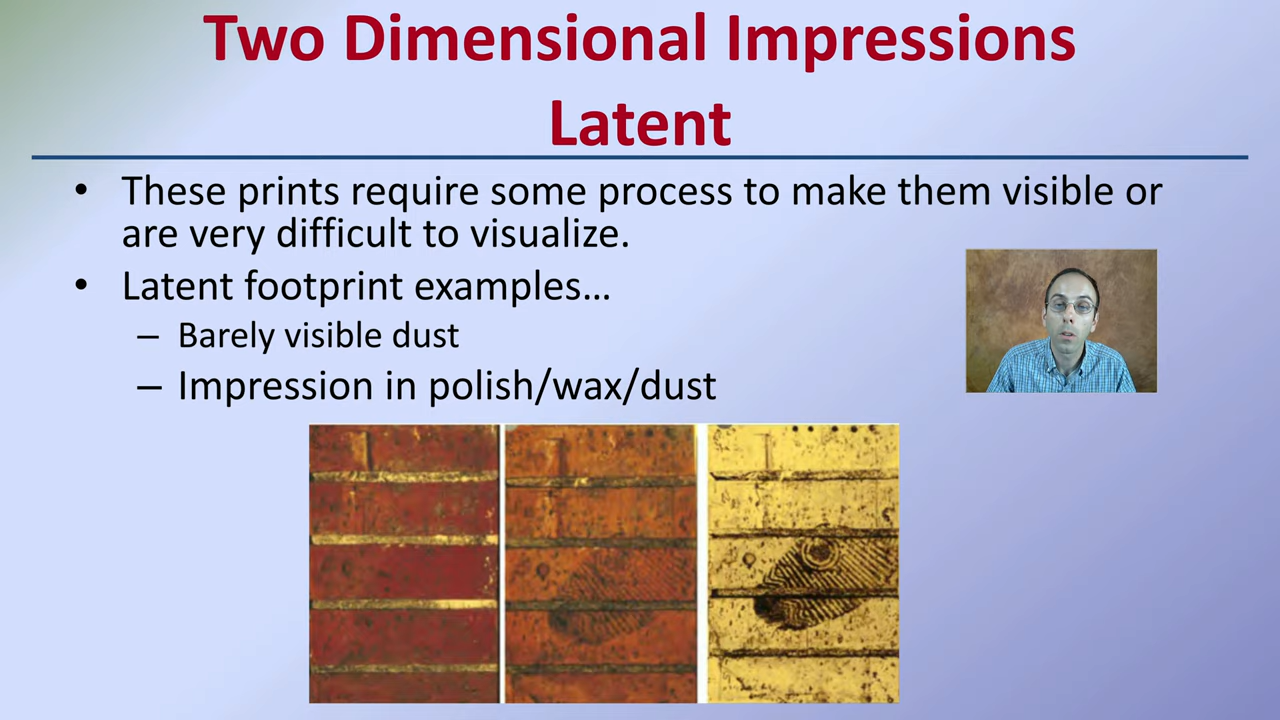 Two Dimensional Impressions
Latent
• These prints require some process to make them visible or
are very difficult to visualize.
• Latent footprint examples…
– Barely visible dust
– Impression in polish/wax/dust